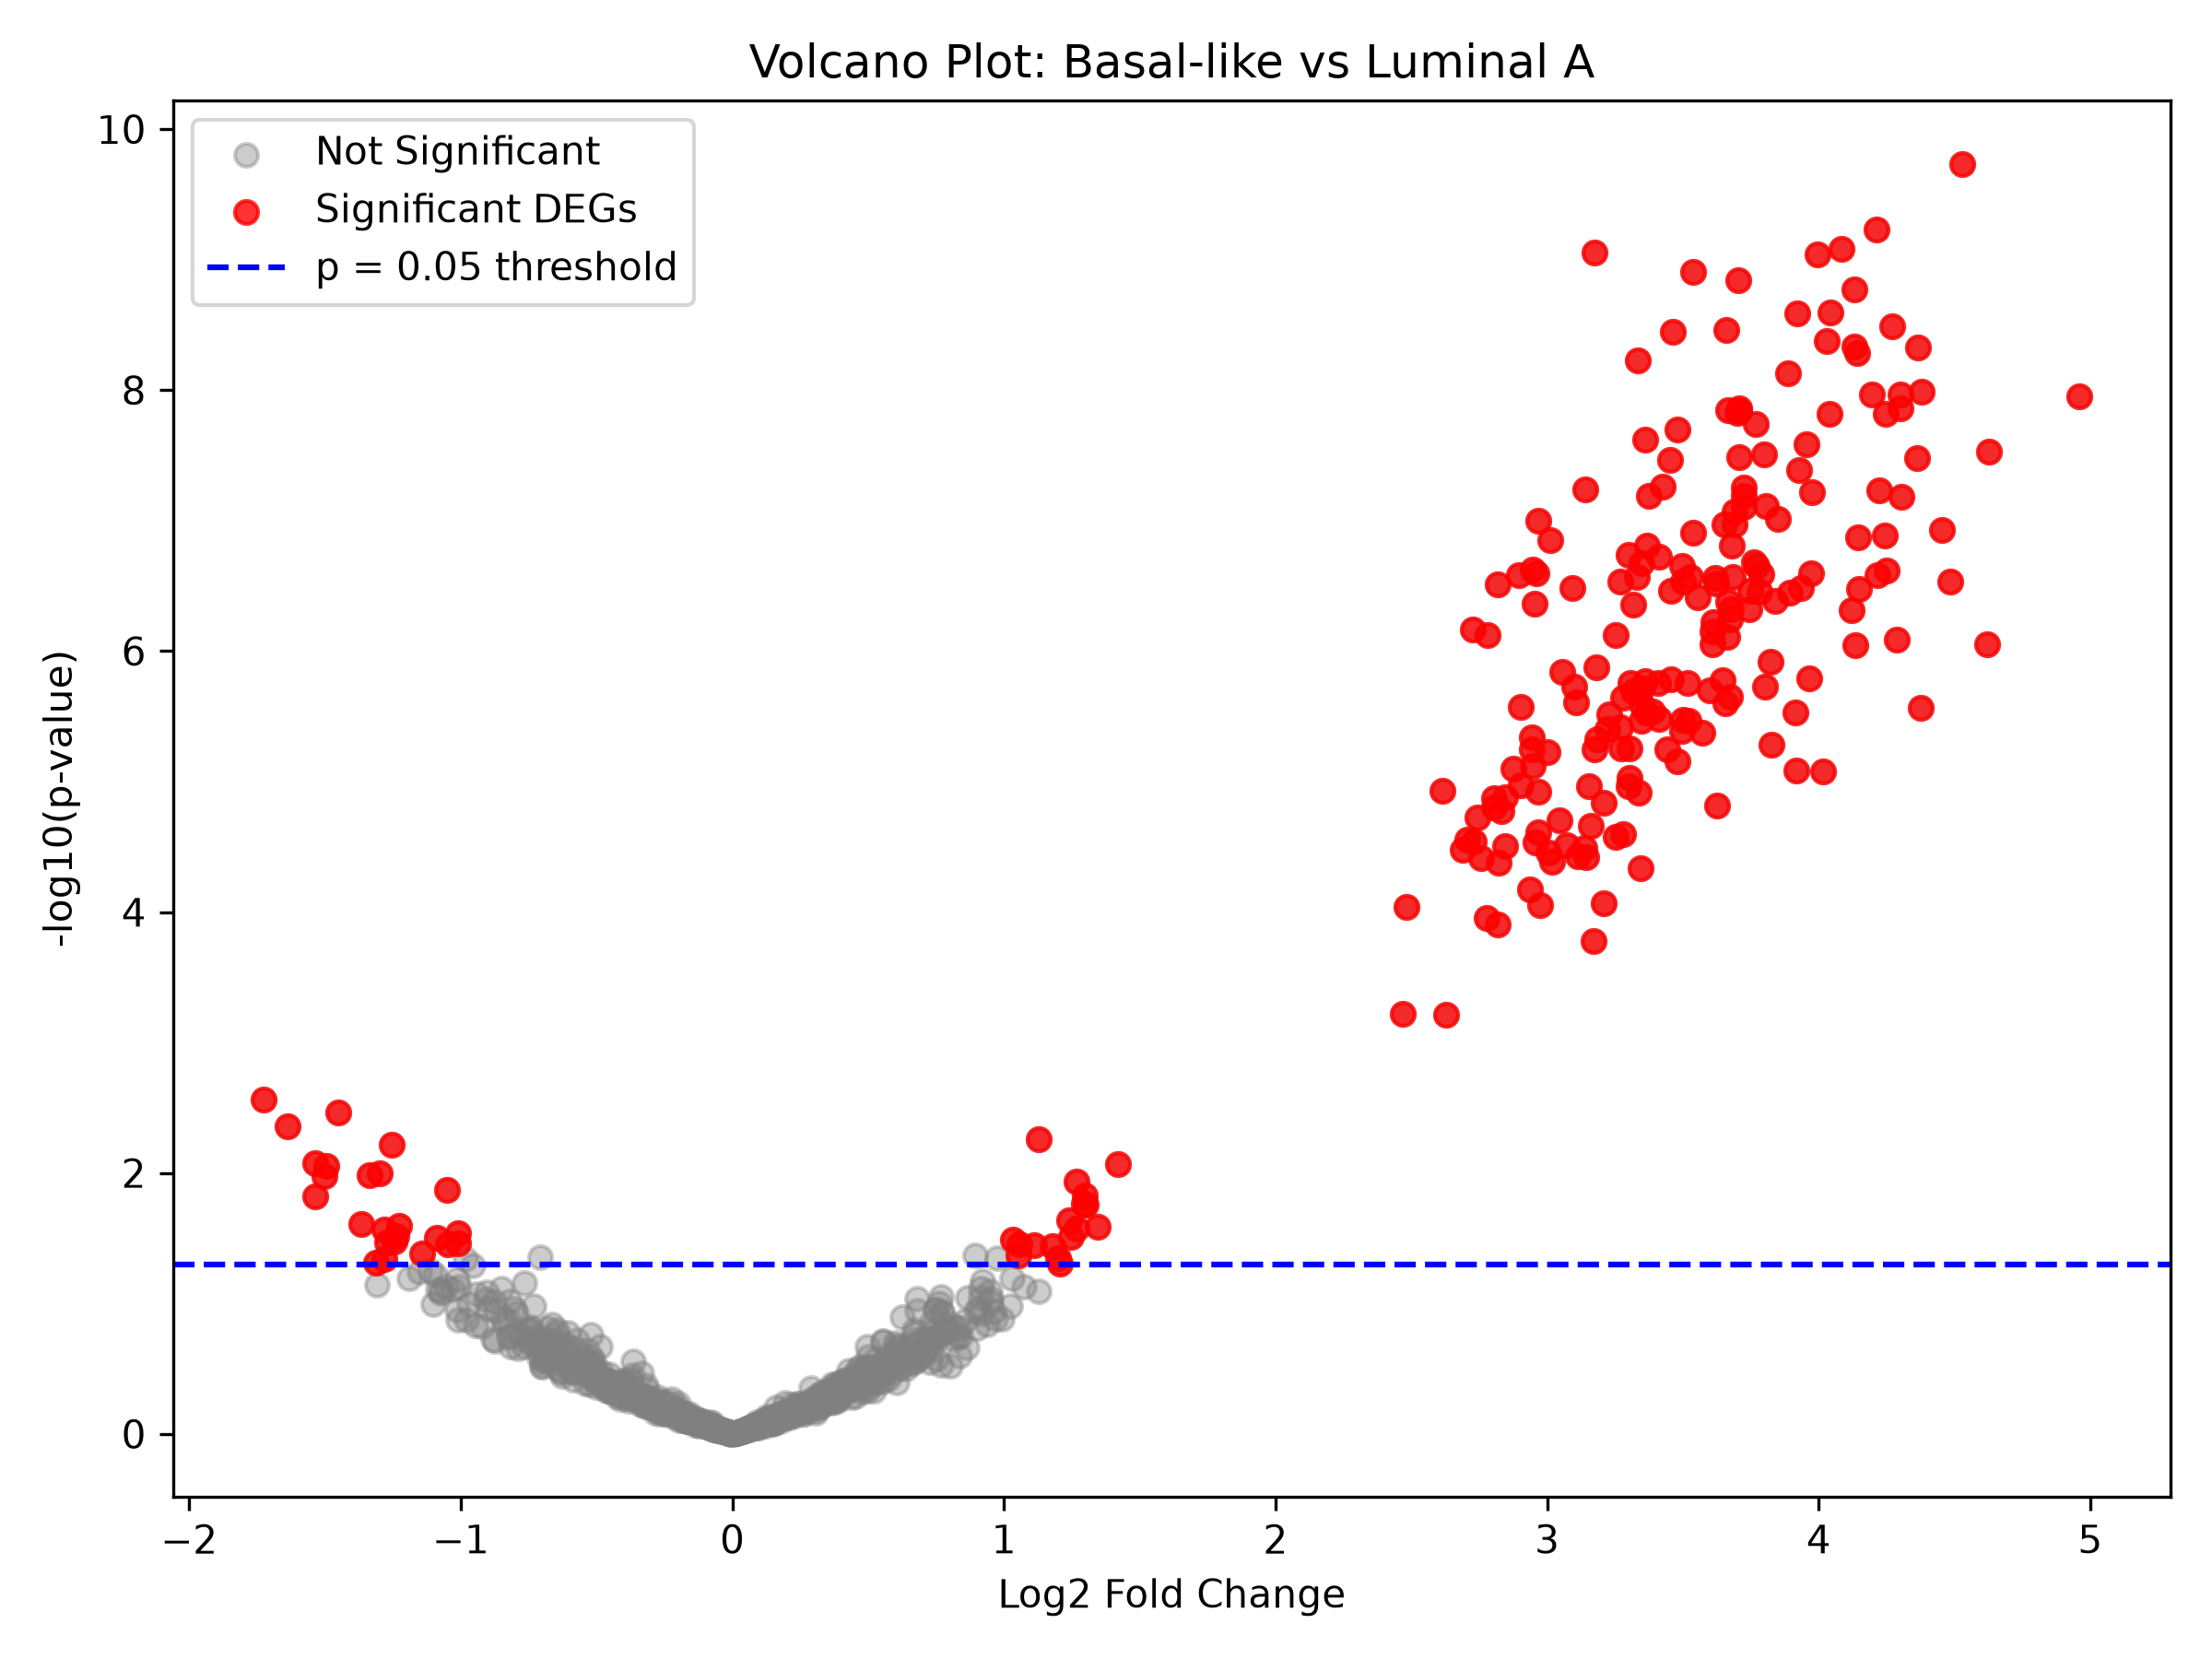 Volcano Plot: Basal-like vs Luminal A
Not Significant
Significant DEGs
p = 0.05 threshold
10
8
6
4
2
0
-log10(p-value)
−2
−1
0
1
2
3
4
5
Log2 Fold Change